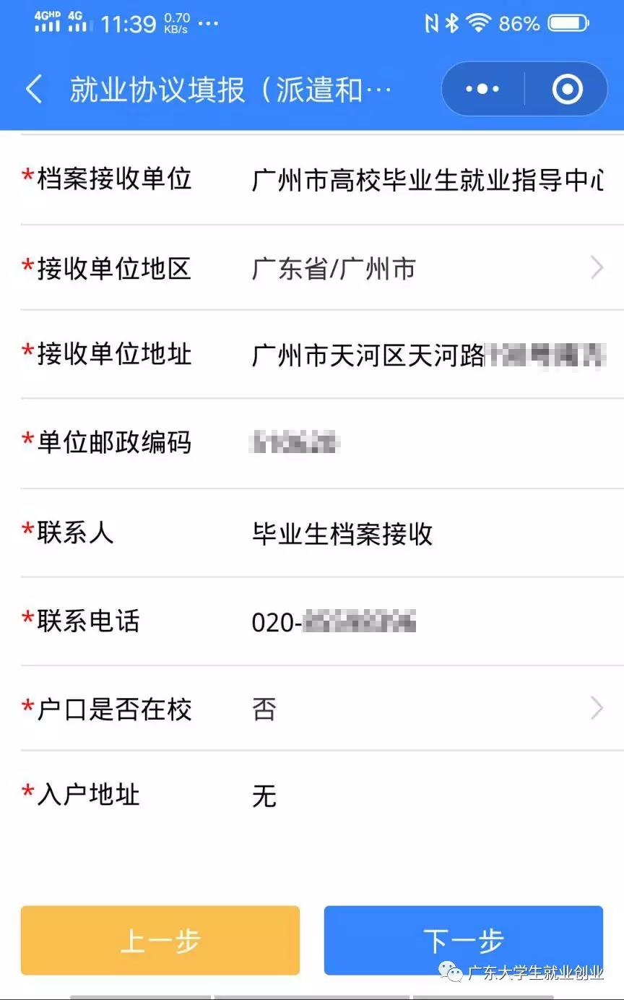 4GHD 4G 11:39 0.70 KB/s ··· 86%
就业协议填报（派遣和···
*档案接收单位 广州市高校毕业生就业指导中心
*接收单位地区 广东省/广州市
*接收单位地址 广州市天河区天河路
*单位邮政编码
*联系人 毕业生档案接收
*联系电话 020-
*户口是否在校 否
*入户地址 无
上一步 下一步
广东大学生就业创业